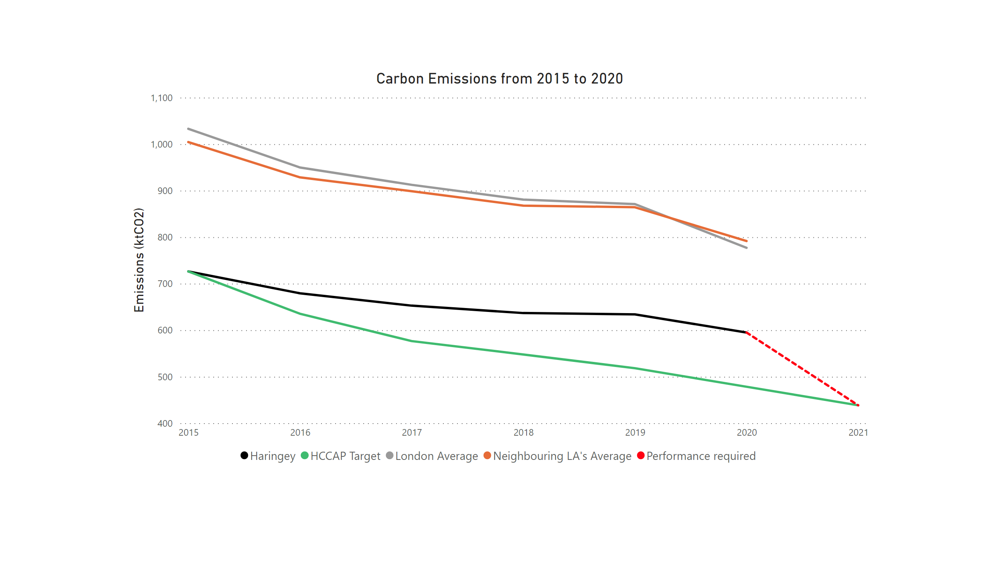 Carbon Emissions from 2015 to 2020
1,100
1,000
900
800
700
600
500
400
Emissions (ktCO2)
2015 2016 2017 2018 2019 2020 2021
Haringey HCCAP Target London Average Neighbouring LA's Average Performance required